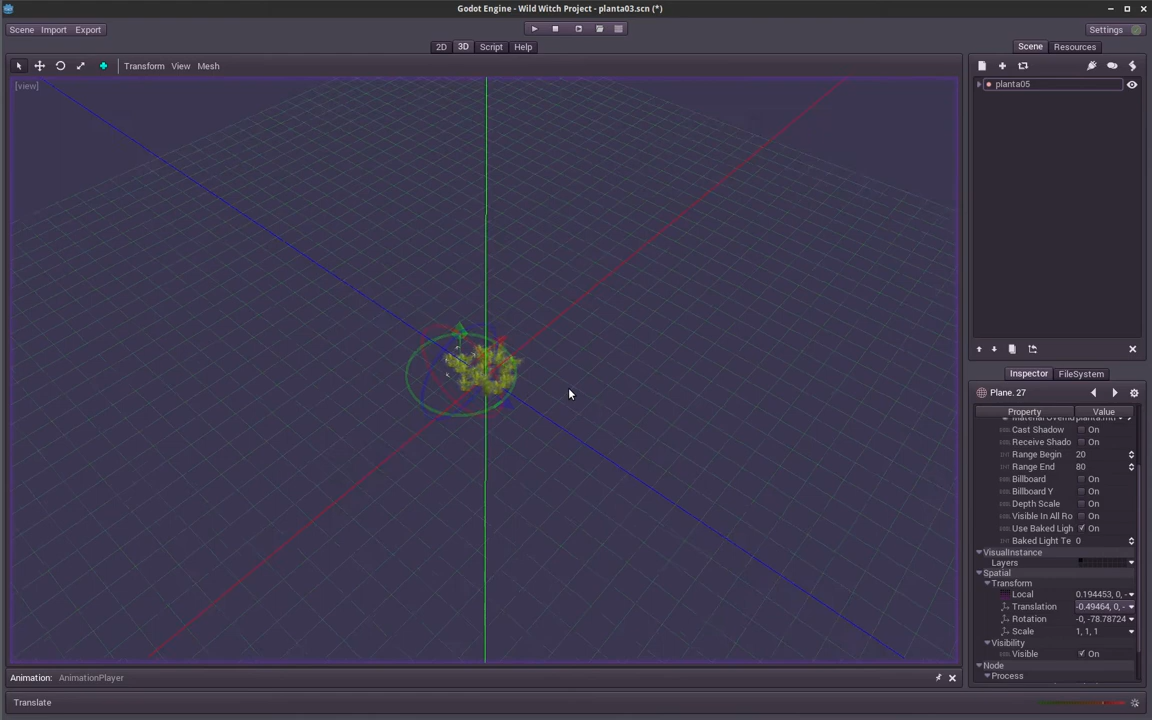 Godot Engine - Wild Witch Project - planta03.scn (*)
Scene Import Export
Settings
2D 3D Script Help
Scene Resources
Transform View Mesh
[view]
planta05
Inspector FileSystem
Plane. 27
Property Value
Cast Shadow On
Receive Shado On
Range Begin 20
Range End 80
Billboard On
Billboard Y On
Depth Scale On
Visible In All Ro On
Use Baked Ligh On
Baked Light Te 0
VisualInstance
Layers
Spatial
Transform
Local 0.194453, 0, -
Translation -0.49464, 0, -
Rotation -0, -78.78724
Scale 1, 1, 1
Visibility
Visible On
Node
Process
Animation: AnimationPlayer
Translate